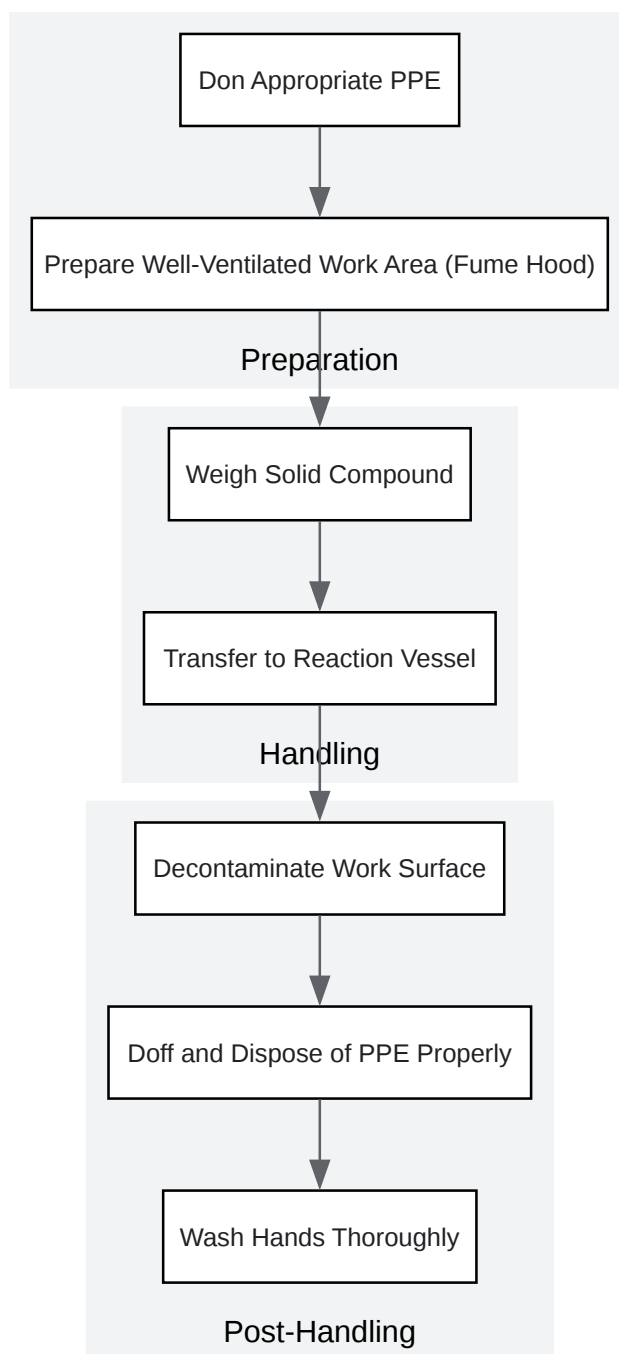 Don Appropriate PPE
Prepare Well-Ventilated Work Area (Fume Hood)
Preparation
Weigh Solid Compound
Transfer to Reaction Vessel
Handling
Decontaminate Work Surface
Doff and Dispose of PPE Properly
Wash Hands Thoroughly
Post-Handling